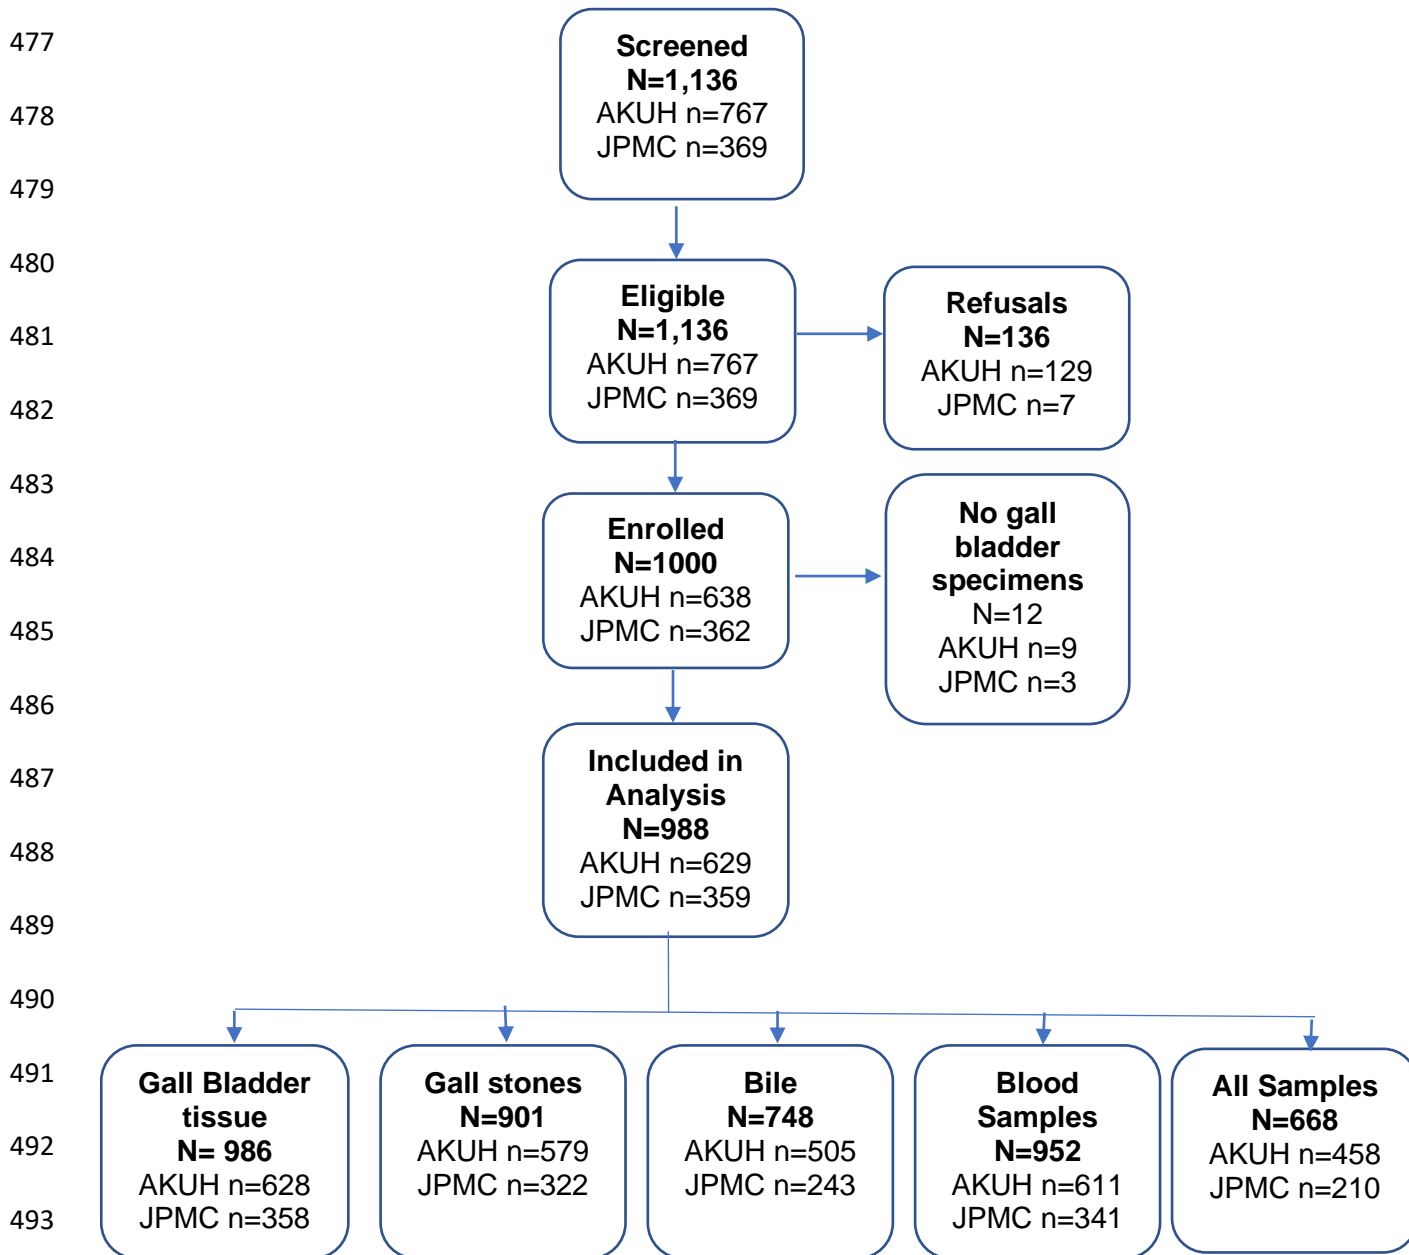 477
478
479
480
481
482
483
484
485
486
487
488
489
490
491
492
493
Screened
N=1,136
AKUH n=767
JPMC n=369
Eligible
N=1,136
AKUH n=767
JPMC n=369
Refusals
N=136
AKUH n=129
JPMC n=7
Enrolled
N=1000
AKUH n=638
JPMC n=362
No gall
bladder
specimens
N=12
AKUH n=9
JPMC n=3
Included in
Analysis
N=988
AKUH n=629
JPMC n=359
Gall Bladder
tissue
N= 986
AKUH n=628
JPMC n=358
Gall stones
N=901
AKUH n=579
JPMC n=322
Bile
N=748
AKUH n=505
JPMC n=243
Blood
Samples
N=952
AKUH n=611
JPMC n=341
All Samples
N=668
AKUH n=458
JPMC n=210